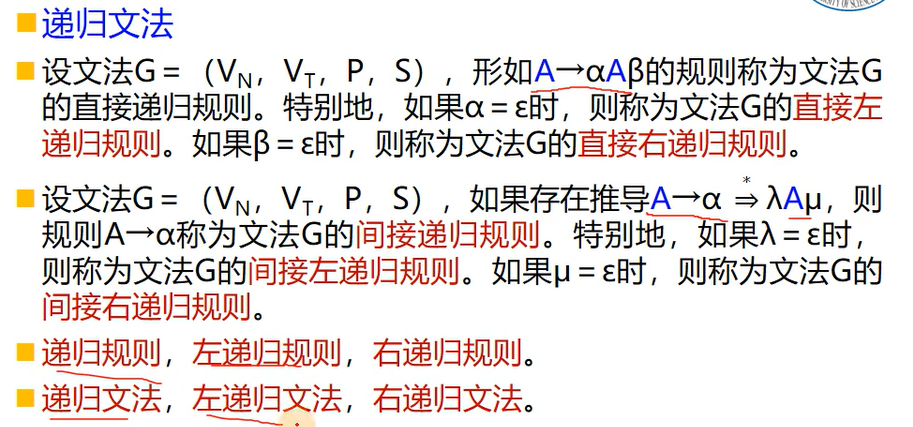 递归文法
设文法G＝（VN，VT，P，S），形如A→αAβ的规则称为文法G
的直接递归规则。特别地，如果α＝ε时，则称为文法G的直接左
递归规则。如果β＝ε时，则称为文法G的直接右递归规则。
设文法G＝（VN，VT，P，S），如果存在推导A→α ⇒* λAμ，则
规则A→α称为文法G的间接递归规则。特别地，如果λ＝ε时，
则称为文法G的间接左递归规则。如果μ＝ε时，则称为文法G的
间接右递归规则。
递归规则，左递归规则，右递归规则。
递归文法，左递归文法，右递归文法。